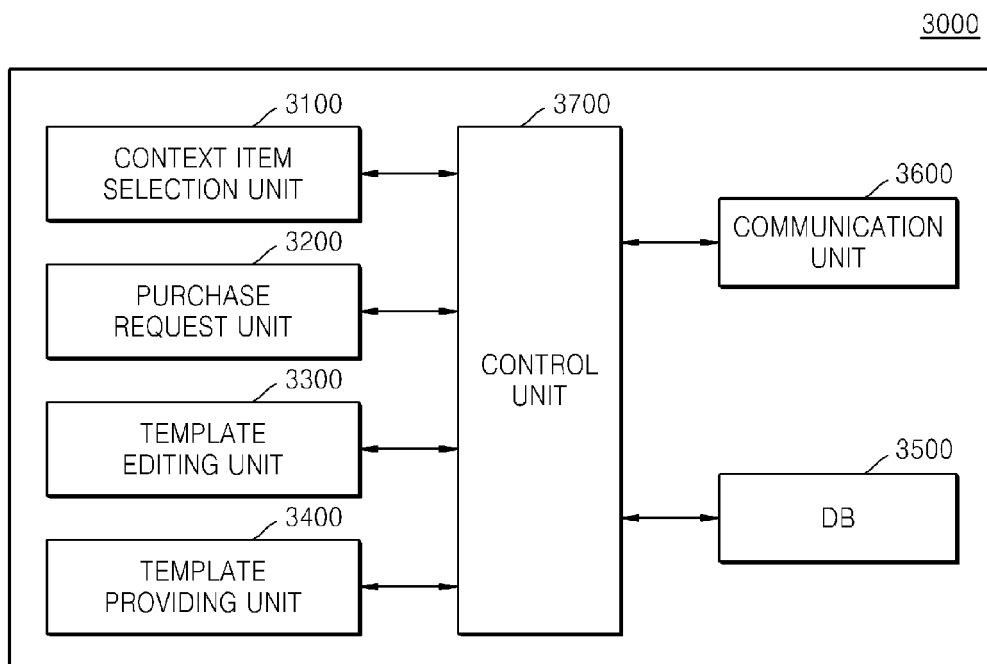 3000
3100
CONTEXT ITEM
SELECTION UNIT
3200
PURCHASE
REQUEST UNIT
3300
TEMPLATE
EDITING UNIT
3400
TEMPLATE
PROVIDING UNIT
3700
CONTROL
UNIT
3600
COMMUNICATION
UNIT
3500
DB